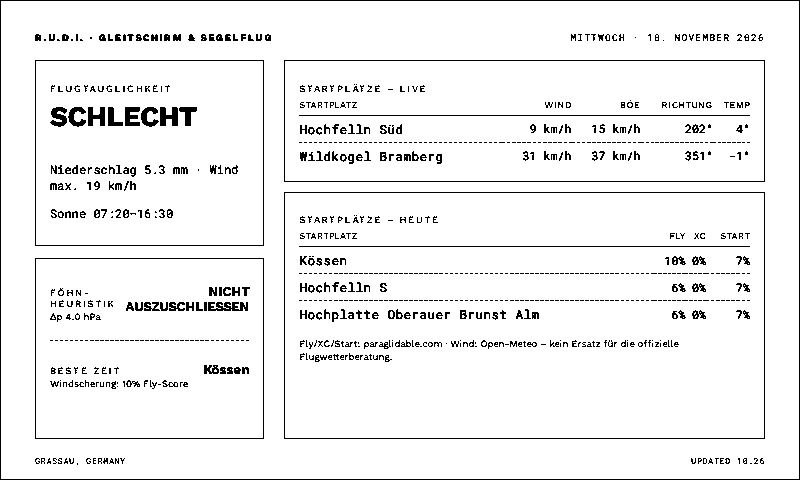 R.U.D.I. · GLEITSCHIRM & SEGELFLUG
MITTWOCH · 18. NOVEMBER 2026
FLUGTAUGLICHKEIT
SCHLECHT
Niederschlag 5.3 mm · Wind
max. 19 km/h
Sonne 07:20–16:30
FÖHN-
HEURISTIK
Δp 4.0 hPa
NICHT
AUSZUSCHLIESSEN
BESTE ZEIT
Kössen
Windscherung: 10% Fly-Score
STARTPLÄTZE – LIVE
STARTPLATZ WIND BÖE RICHTUNG TEMP
Hochfelln Süd 9 km/h 15 km/h 202° 4°
Wildkogel Bramberg 31 km/h 37 km/h 351° -1°
STARTPLÄTZE – HEUTE
STARTPLATZ FLY XC START
Kössen 10% 0% 7%
Hochfelln S 6% 0% 7%
Hochplatte Oberauer Brunst Alm 6% 0% 7%
Fly/XC/Start: paraglidable.com · Wind: Open-Meteo – kein Ersatz für die offizielle
Flugwetterberatung.
GRASSAU, GERMANY
UPDATED 10.26